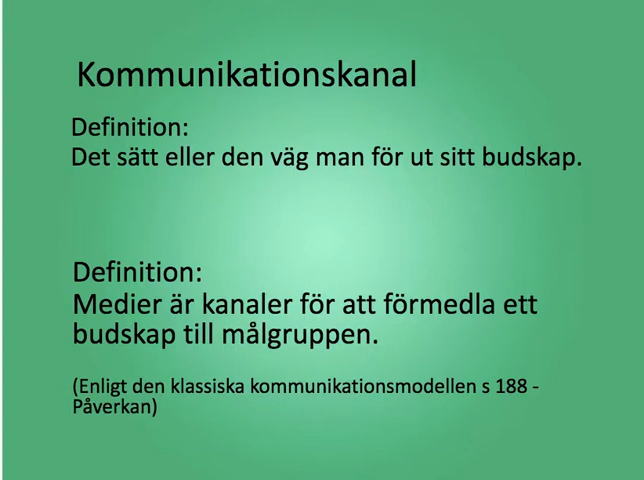 Kommunikationskanal
Definition:
Det sätt eller den väg man för ut sitt budskap.
Definition:
Medier är kanaler för att förmedla ett
budskap till målgruppen.
(Enligt den klassiska kommunikationsmodellen s 188 -
Påverkan)